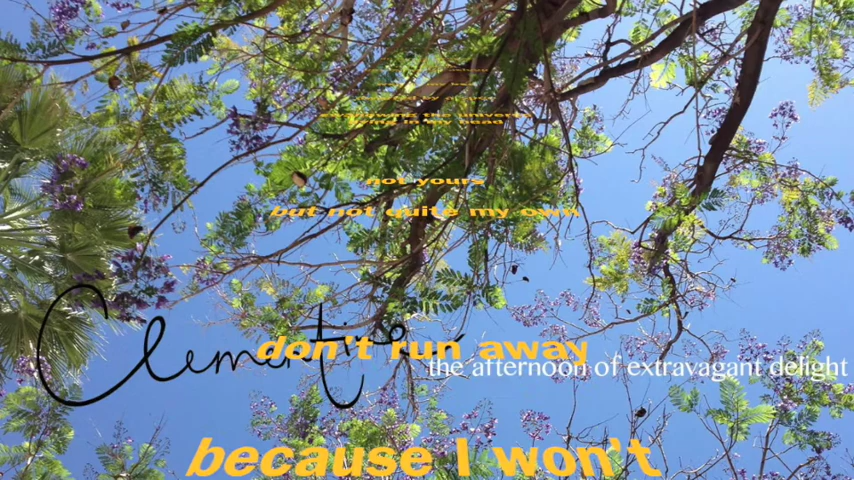 not yours
but not quite my own
Clementine
don't run away
the afternoon of extravagant delight
because I won't